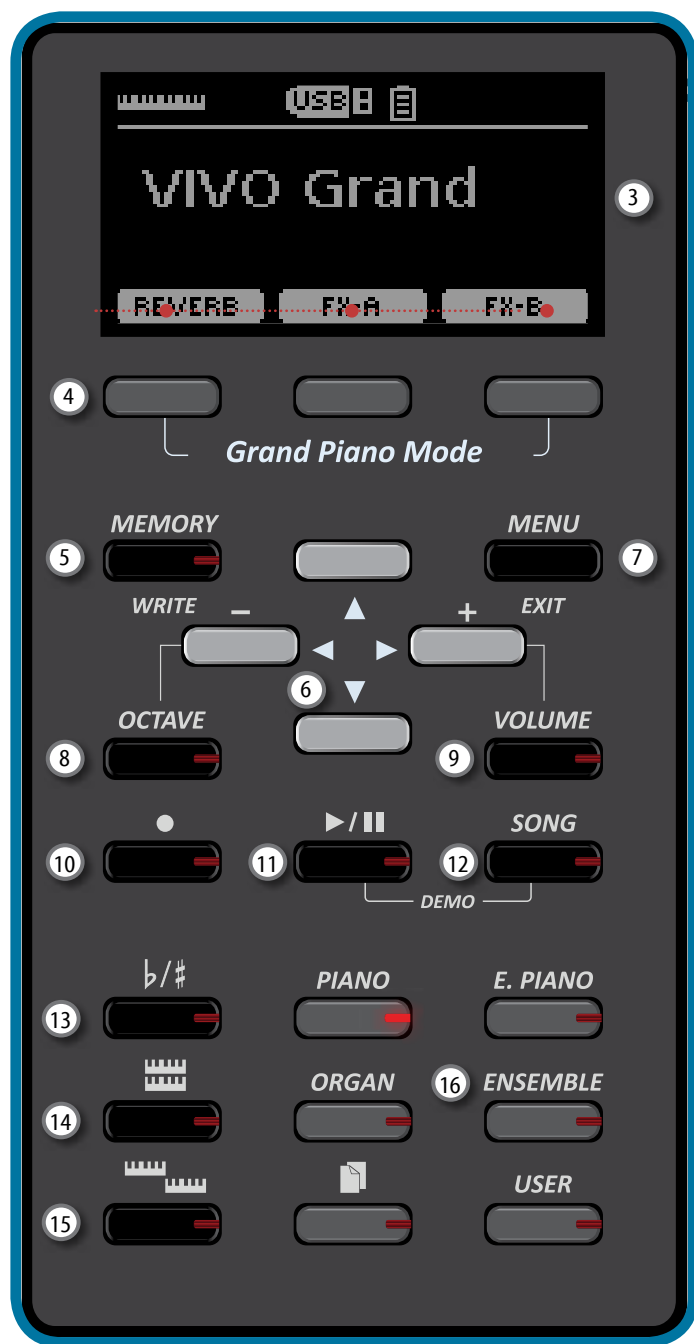 USB
VIVO Grand
3
REVERB FX-A FX-B
4
Grand Piano Mode
MEMORY MENU
5 7
WRITE − + EXIT
6
OCTAVE VOLUME
8 9
SONG
10 11 12
DEMO
♭/♯ PIANO E. PIANO
13
ORGAN 16 ENSEMBLE
14
USER
15